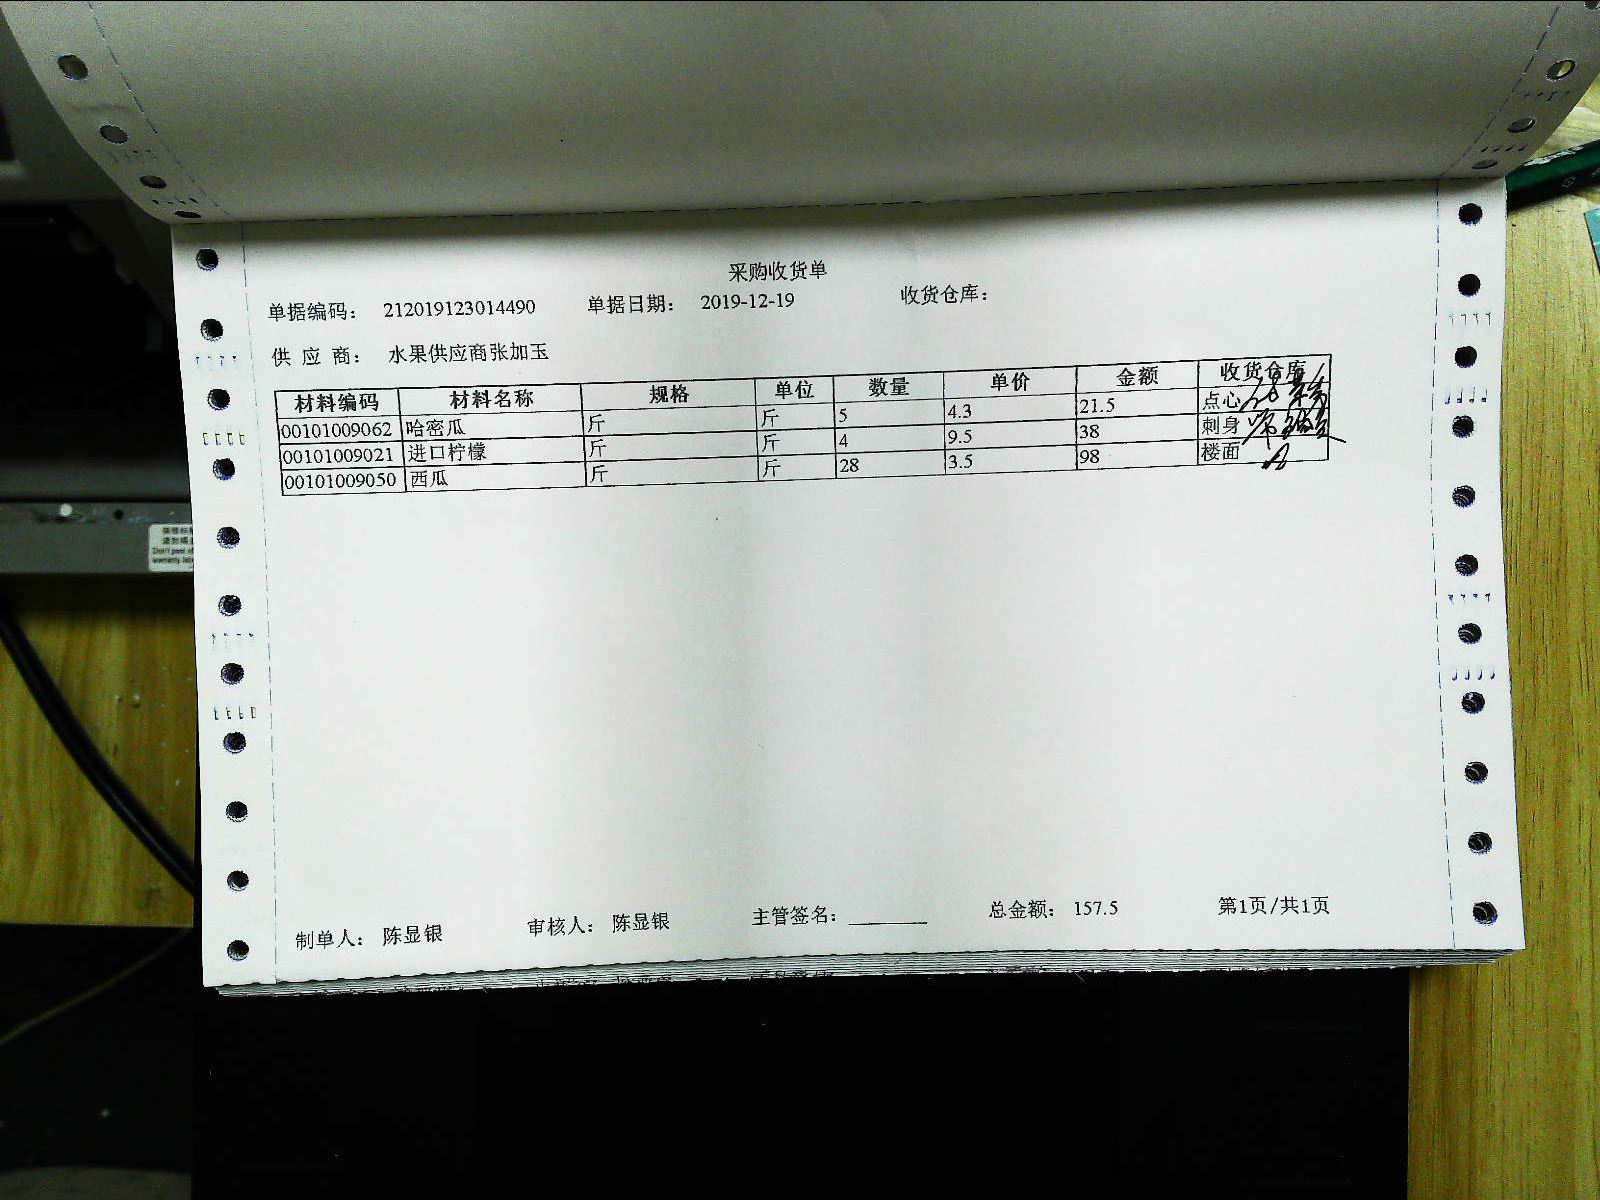 采购收货单
单据编码: 212019123014490 单据日期: 2019-12-19 收货仓库:
供 应 商: 水果供应商张加玉
材料编码 材料名称 规格 单位 数量 单价 金额 收货仓库
00101009062 哈密瓜 斤 斤 5 4.3 21.5 点心
00101009021 进口柠檬 斤 斤 4 9.5 38 刺身
00101009050 西瓜 斤 斤 28 3.5 98 楼面
制单人: 陈显银 审核人: 陈显银 主管签名: 总金额: 157.5 第1页/共1页